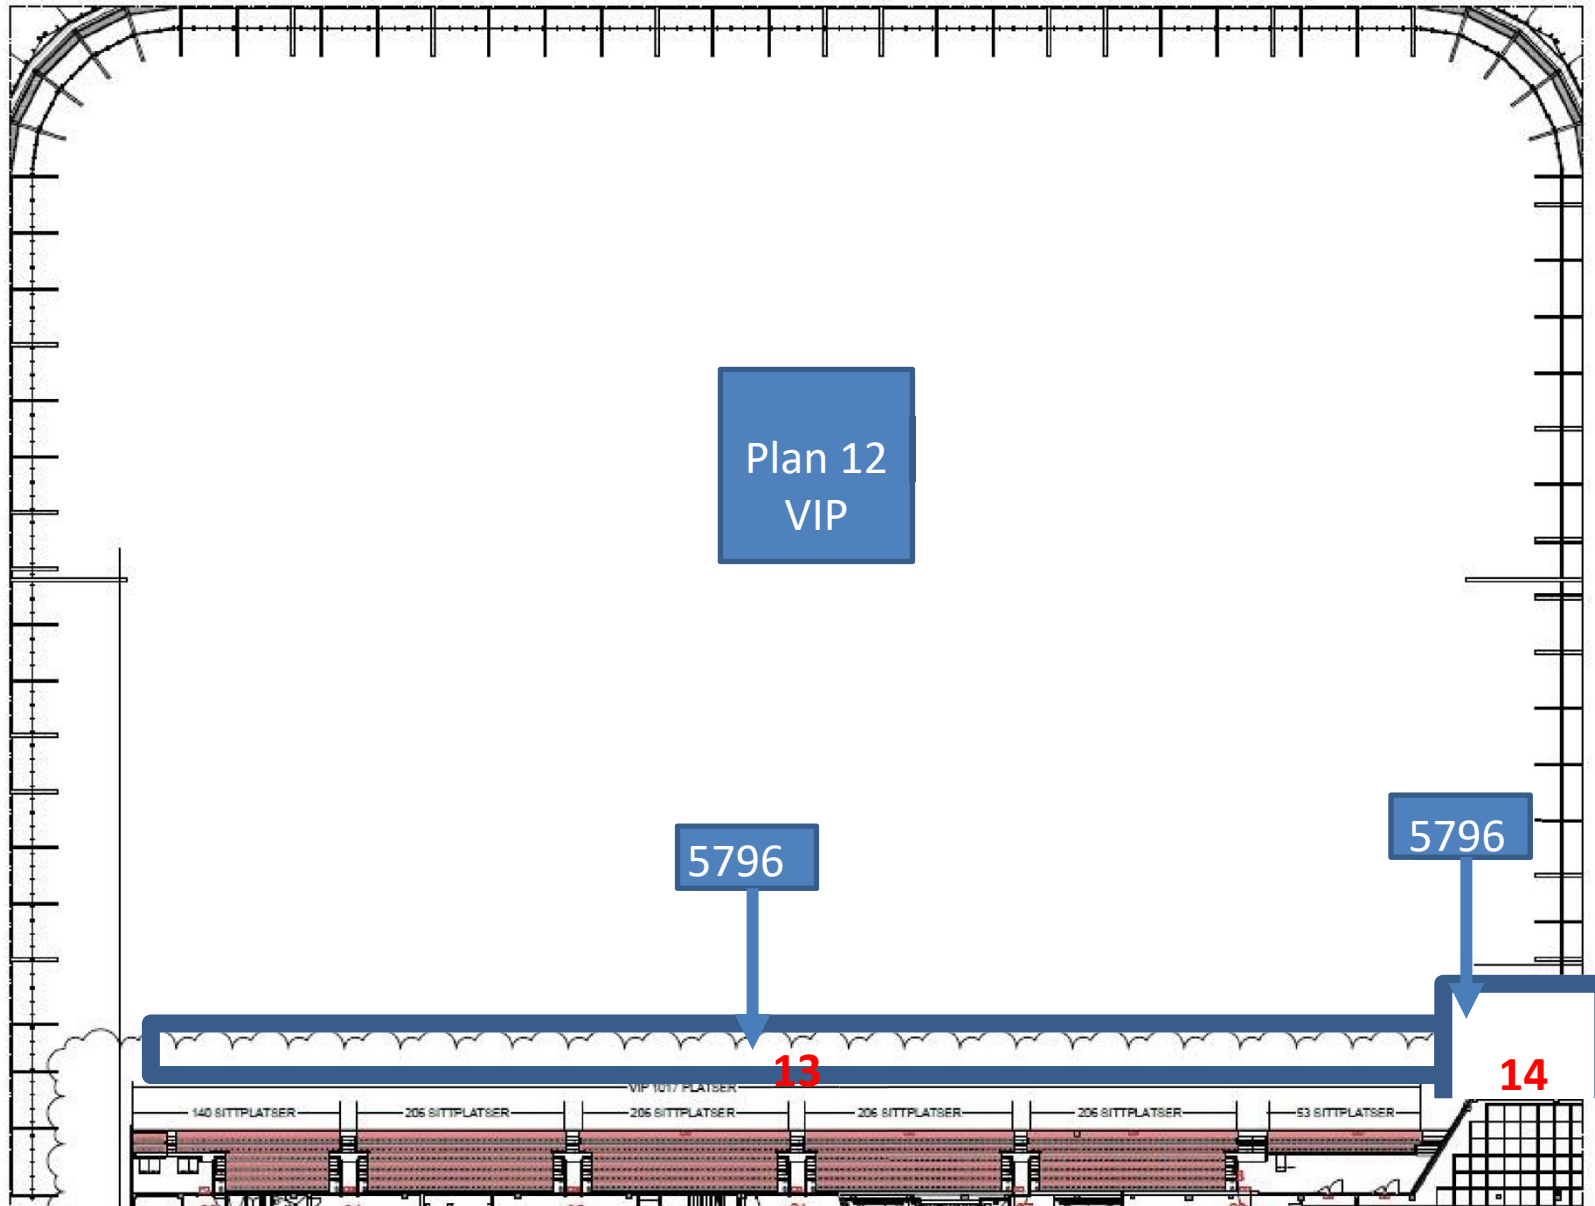 Plan 12
VIP
5796
5796
13
14
VIP 1017 PLATSER
140 SITTPLATSER
206 SITTPLATSER
206 SITTPLATSER
206 SITTPLATSER
206 SITTPLATSER
53 SITTPLATSER